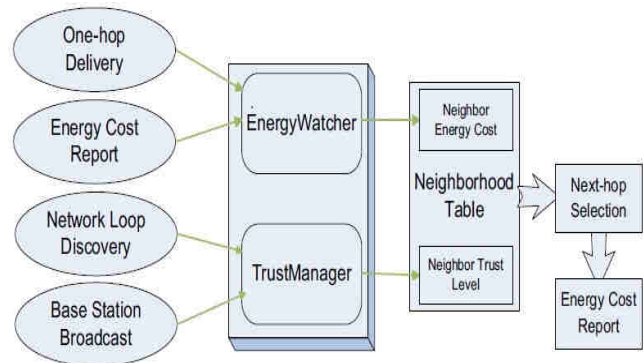 One-hop
Delivery
Energy Cost
Report
Network Loop
Discovery
Base Station
Broadcast
EnergyWatcher
TrustManager
Neighbor
Energy Cost
Neighborhood
Table
Neighbor Trust
Level
Next-hop
Selection
Energy Cost
Report